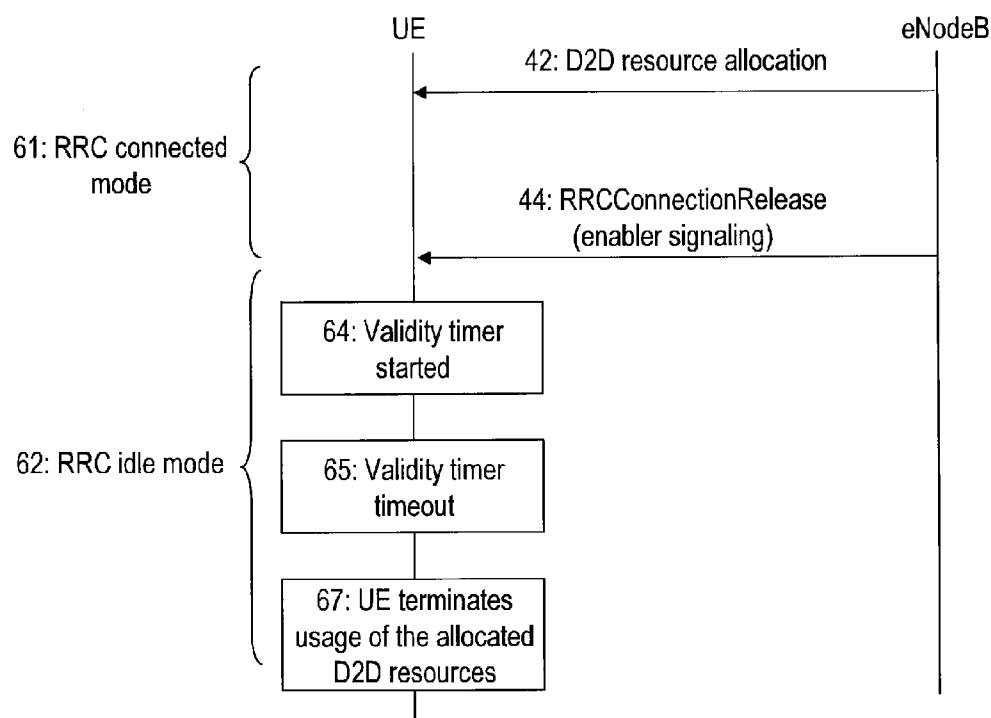 UE
eNodeB
42: D2D resource allocation
61: RRC connected
mode
44: RRCConnectionRelease
(enabler signaling)
64: Validity timer
started
62: RRC idle mode
65: Validity timer
timeout
67: UE terminates
usage of the allocated
D2D resources